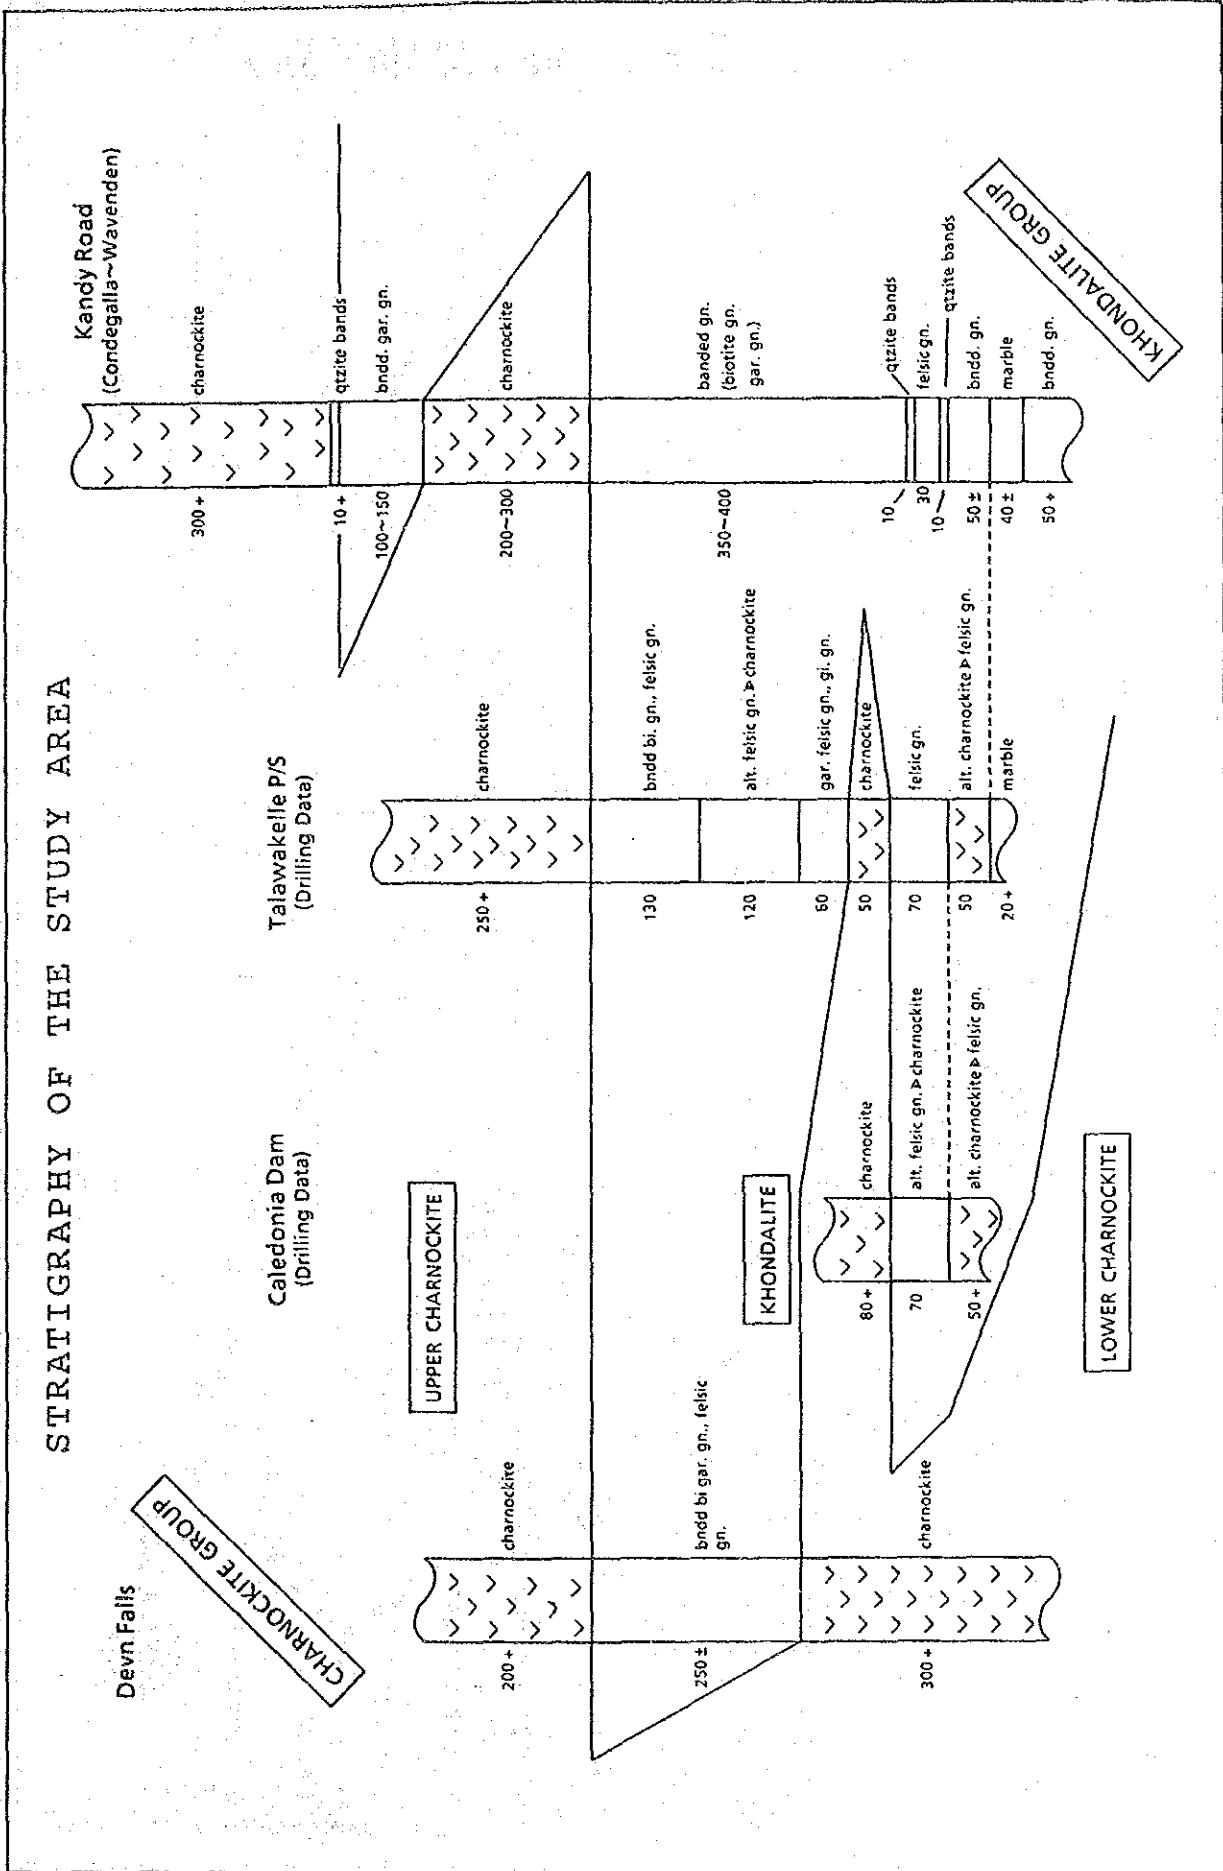 STRATIGRAPHY OF THE STUDY AREA
Devn Falls
CHARNOCKITE GROUP
200 +
charnockite
250 ±
bndd bi gar. gn., felsic
gn.
300 +
charnockite
Caledonia Dam
(Drilling Data)
UPPER CHARNOCKITE
KHONDALITE
80 +
charnockite
70
alt. felsic gn. > charnockite
50 +
alt. charnockite > felsic gn.
LOWER CHARNOCKITE
Talawakelle P/S
(Drilling Data)
250 +
charnockite
130
bndd bi. gn., felsic gn.
120
alt. felsic gn. > charnockite
60
gar. felsic gn., gl. gn.
50
charnockite
70
felsic gn.
50
alt. charnockite > felsic gn.
20 +
marble
Kandy Road
(Condegalla~Wavenden)
300 +
charnockite
10 +
qtzite bands
100~150
bndd. gar. gn.
200~300
charnockite
350~400
banded gn.
(biotite gn.
gar. gn.)
10
qtzite bands
30
felsic gn.
10
qtzite bands
50 ±
bndd. gn.
40 ±
marble
50 +
bndd. gn.
KHONDALITE GROUP